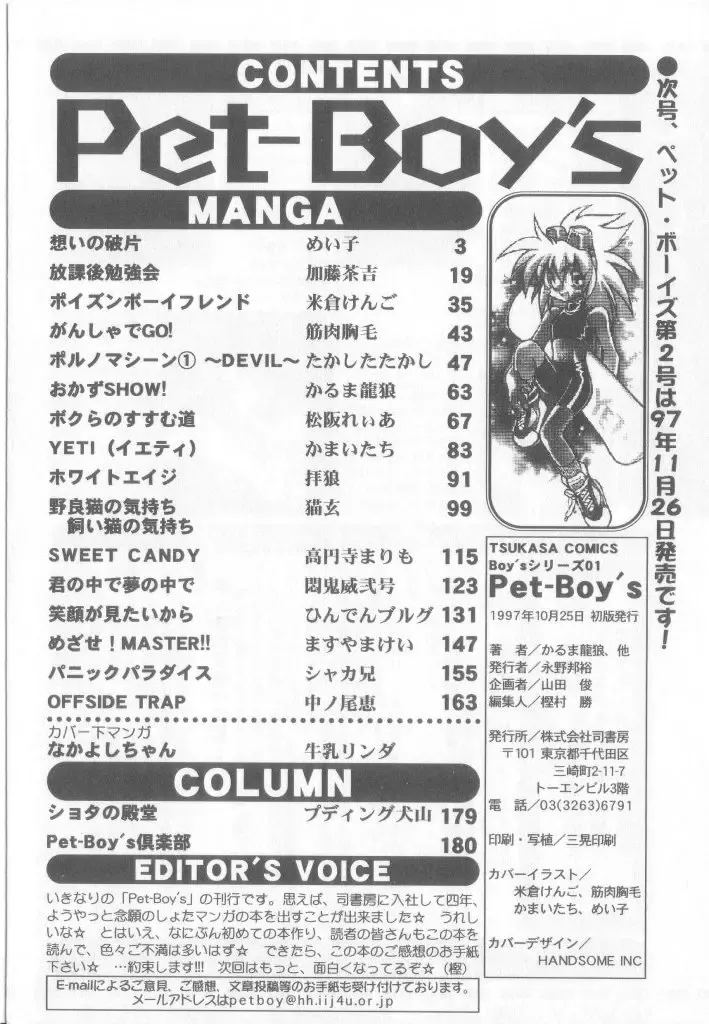 CONTENTS
Pet-Boy's
MANGA
想いの破片 めい子 3
放課後勉強会 加藤茶吉 19
ポイズンボーイフレンド 米倉けんご 35
がんしゃでGO! 筋肉胸毛 43
ポルノマシーン① ～DEVIL～ たかしたたかし 47
おかずSHOW! かるま龍狼 63
ボクらのすすむ道 松阪れぃあ 67
YETI（イエティ） かまいたち 83
ホワイトエイジ 拝狼 91
野良猫の気持ち 猫玄 99
飼い猫の気持ち
SWEET CANDY 高円寺まりも 115
君の中で夢の中で 悶鬼威弐号 123
笑顔が見たいから ひんでんブルグ 131
めざせ！MASTER!! ますやまけい 147
パニックパラダイス シャカ兄 155
OFFSIDE TRAP 中ノ尾恵 163
カバー下マンガ
なかよしちゃん 牛乳リンダ
COLUMN
ショタの殿堂 プディング犬山 179
Pet-Boy's倶楽部 180
EDITOR'S VOICE
いきなりの「Pet-Boy's」の刊行です。思えば、司書房に入社して四年、
ようやっと念願のしょたマンガの本を出すことが出来ました☆ うれし
いな☆ とはいえ、なにぶん初めての本作り、読者の皆さんもこの本を
読んで、色々ご不満は多いはず☆ できたら、この本のご感想のお手紙
下さい☆ …約束します!!! 次回はもっと、面白くなってるぞ☆（樫）
E-mailによるご意見、ご感想、文章投稿等のお手紙も受け付けております。
メールアドレスはpetboy@hh.iij4u.or.jp
●次号、ペット・ボーイズ第2号は97年11月26日発売です！
TSUKASA COMICS
Boy'sシリーズ01
Pet-Boy's
1997年10月25日 初版発行
著 者／かるま龍狼、他
発行者／永野邦裕
企画者／山田 俊
編集人／樫村 勝
発行所／株式会社司書房
〒101 東京都千代田区
三崎町2-11-7
トーエンビル3階
電 話／03(3263)6791
印刷・写植／三晃印刷
カバーイラスト／
米倉けんご、筋肉胸毛
かまいたち、めい子
カバーデザイン／
HANDSOME INC